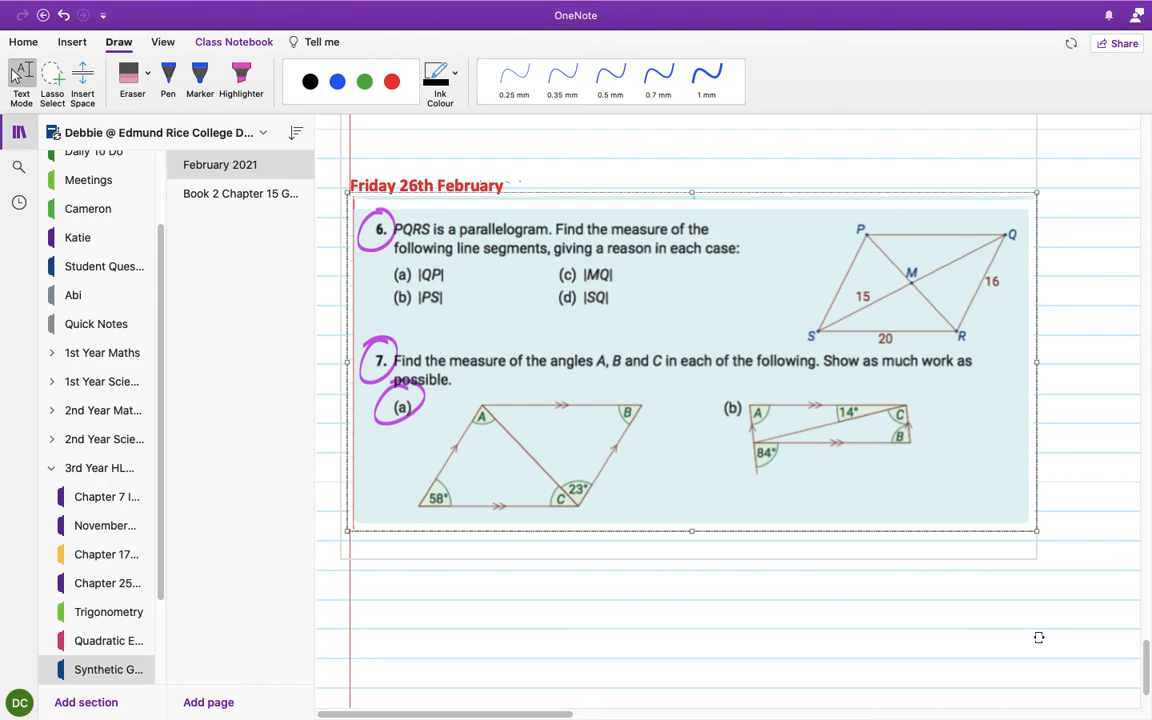 OneNote
Home Insert Draw View Class Notebook Tell me
Share
Text Mode
Lasso Select
Insert Space
Eraser
Pen
Marker
Highlighter
Ink Colour
0.25 mm
0.35 mm
0.5 mm
0.7 mm
1 mm
Debbie @ Edmund Rice College D...
Daily To Do
Meetings
Cameron
Katie
Student Ques...
Abi
Quick Notes
1st Year Maths
1st Year Scie...
2nd Year Mat...
2nd Year Scie...
3rd Year HL...
Chapter 7 I...
November...
Chapter 17...
Chapter 25...
Trigonometry
Quadratic E...
Synthetic G...
DC
Add section
Add page
February 2021
Book 2 Chapter 15 G...
Friday 26th February
6. PQRS is a parallelogram. Find the measure of the
following line segments, giving a reason in each case:
(a) |QP| (c) |MQ|
(b) |PS| (d) |SQ|
P
Q
M
15
16
S
20
R
7. Find the measure of the angles A, B and C in each of the following. Show as much work as
possible.
(a)
A
B
58°
C
23°
(b)
A
14°
C
B
84°